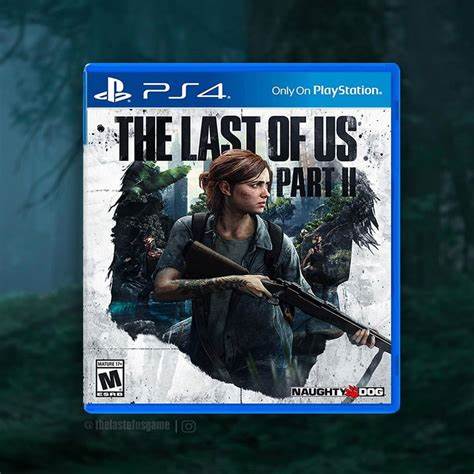 PS4
Only On PlayStation®
THE LAST OF US
PART II
MATURE 17+
M
ESRB
NAUGHTY DOG
@thelastofusgame |